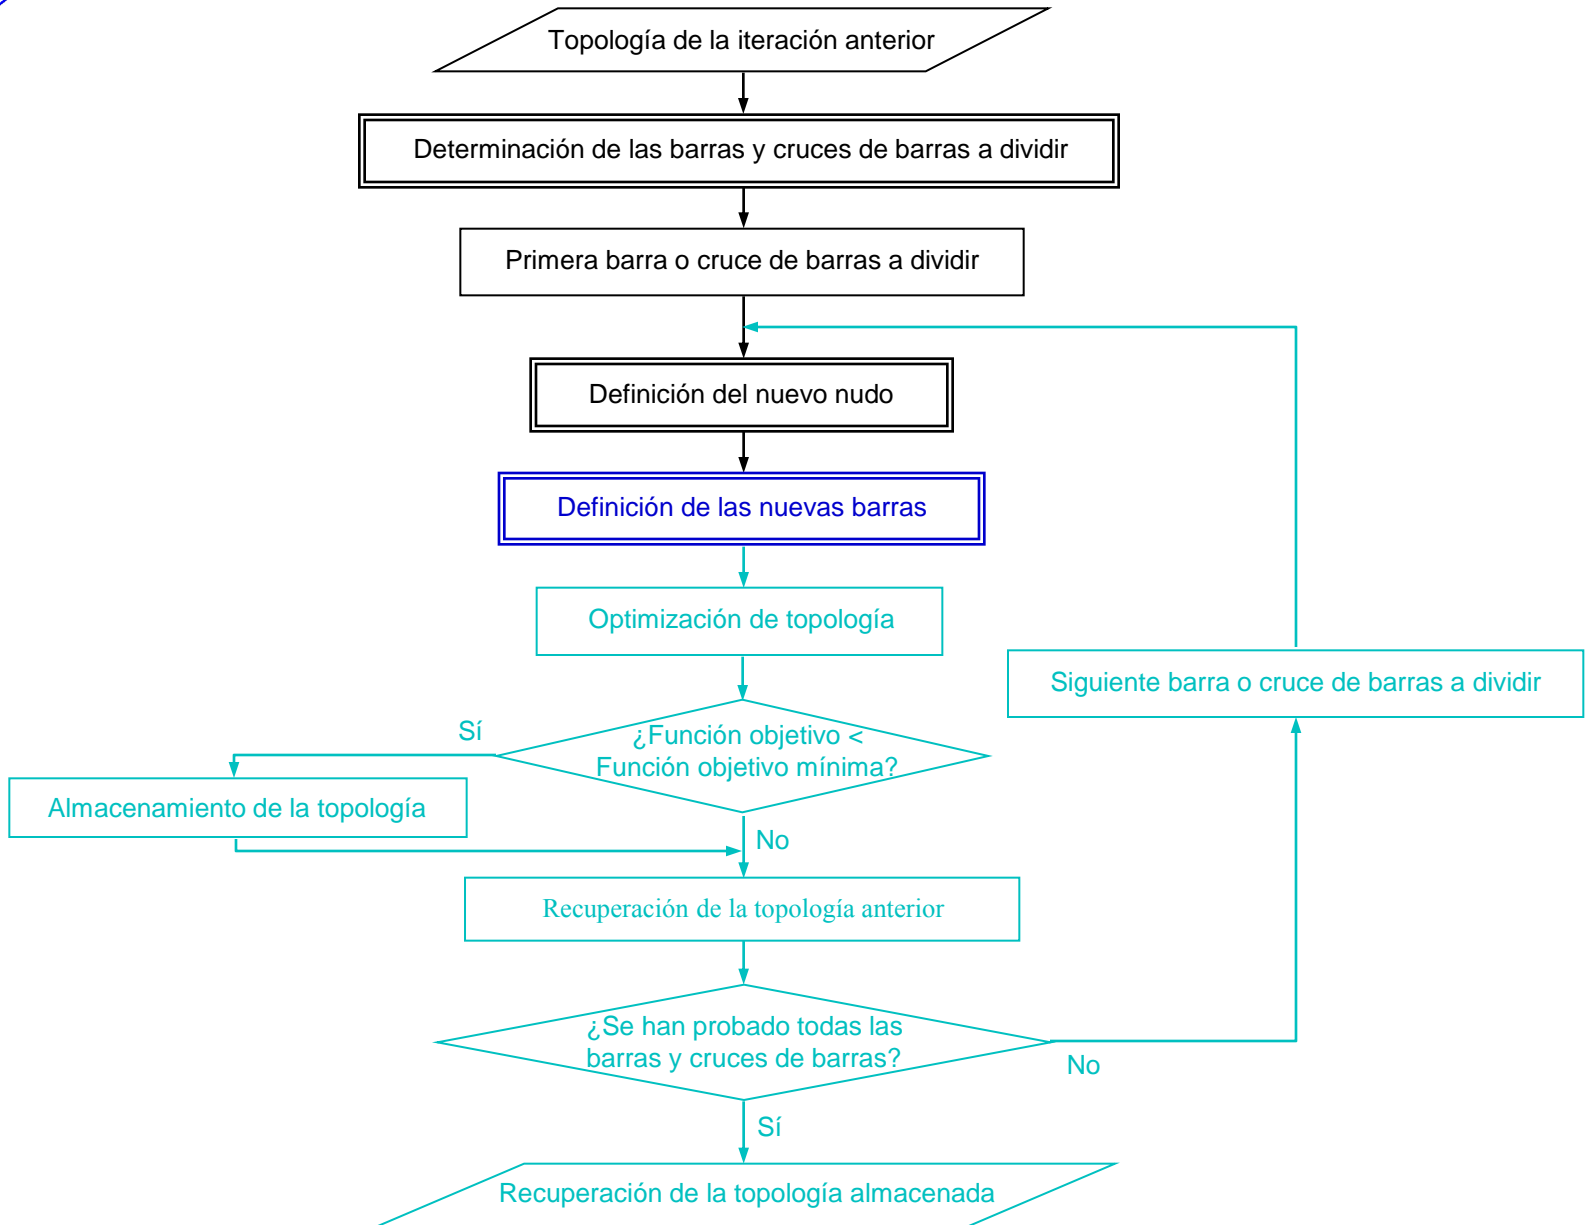 Topología de la iteración anterior
Determinación de las barras y cruces de barras a dividir
Primera barra o cruce de barras a dividir
Definición del nuevo nudo
Definición de las nuevas barras
Optimización de topología
Siguiente barra o cruce de barras a dividir
Sí
¿Función objetivo <
Función objetivo mínima?
Almacenamiento de la topología
No
Recuperación de la topología anterior
¿Se han probado todas las
barras y cruces de barras?
No
Sí
Recuperación de la topología almacenada